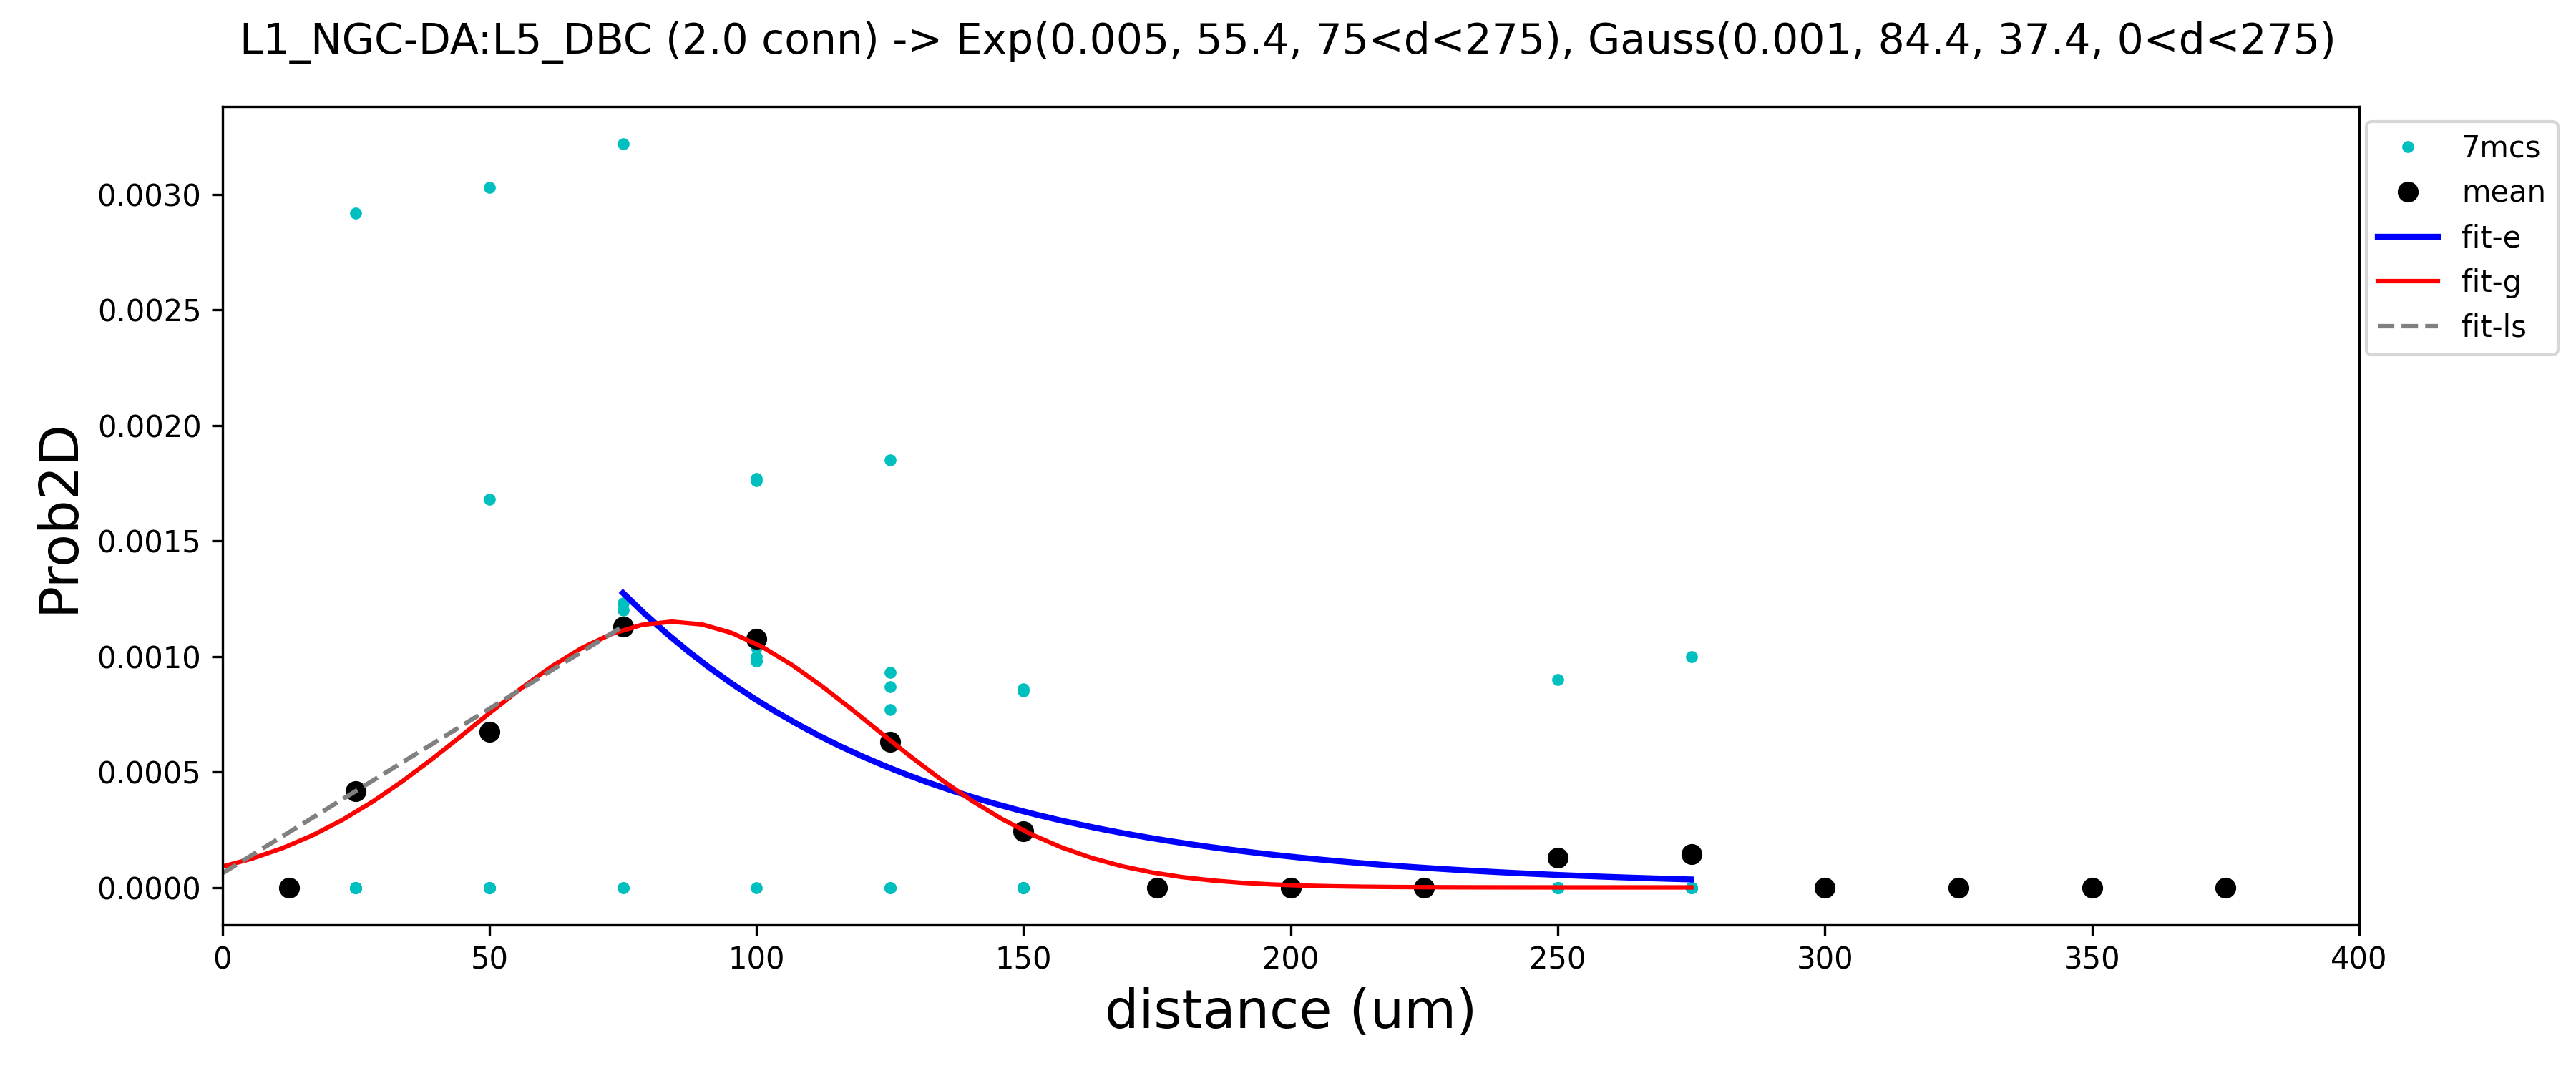 L1_NGC-DA:L5_DBC (2.0 conn) -> Exp(0.005, 55.4, 75<d<275), Gauss(0.001, 84.4, 37.4, 0<d<275)
7mcs
mean
fit-e
fit-g
fit-ls
Prob2D
0.0030
0.0025
0.0020
0.0015
0.0010
0.0005
0.0000
0 50 100 150 200 250 300 350 400
distance (um)